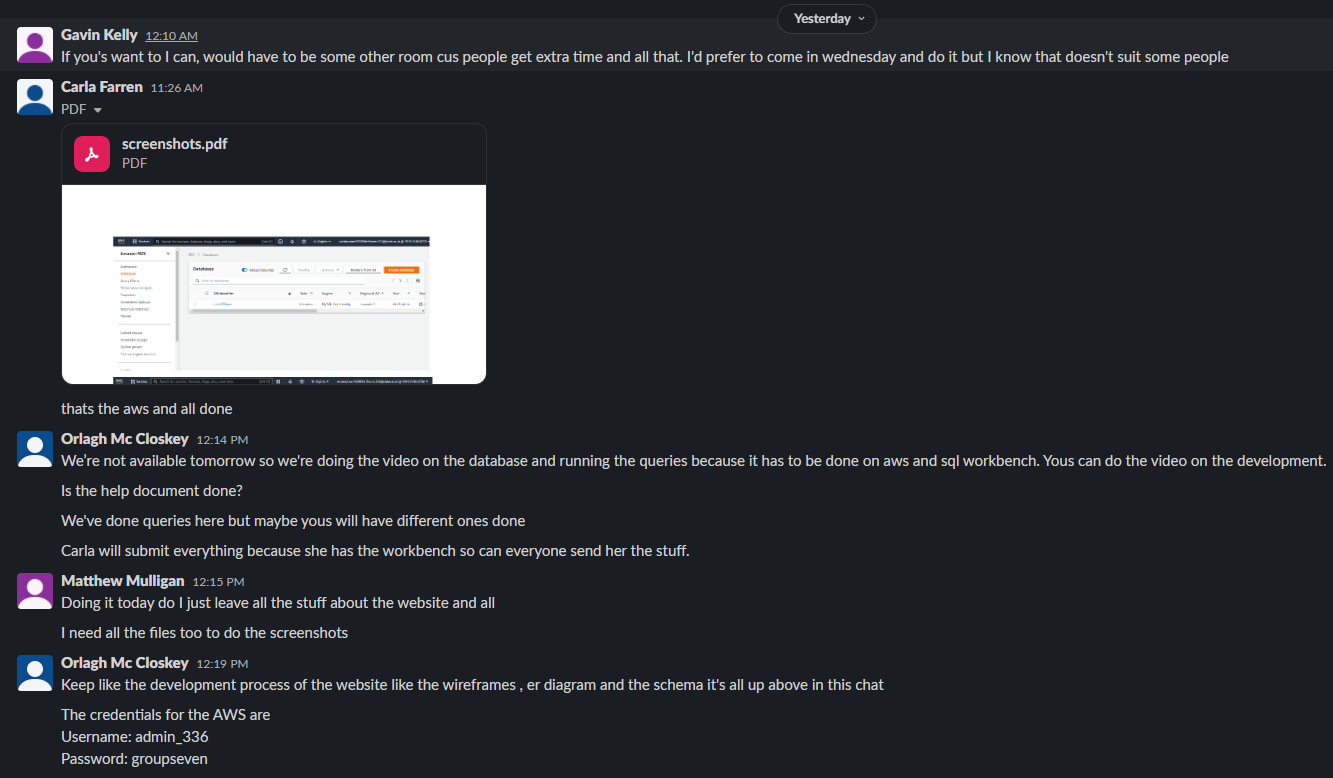 Yesterday
Gavin Kelly 12:10 AM
If you's want to I can, would have to be some other room cus people get extra time and all that. I'd prefer to come in wednesday and do it but I know that doesn't suit some people
Carla Farren 11:26 AM
PDF
screenshots.pdf
PDF
Amazon RDS
Databases
thats the aws and all done
Orlagh Mc Closkey 12:14 PM
We're not available tomorrow so we're doing the video on the database and running the queries because it has to be done on aws and sql workbench. Yous can do the video on the development.
Is the help document done?
We've done queries here but maybe yous will have different ones done
Carla will submit everything because she has the workbench so can everyone send her the stuff.
Matthew Mulligan 12:15 PM
Doing it today do I just leave all the stuff about the website and all
I need all the files too to do the screenshots
Orlagh Mc Closkey 12:19 PM
Keep like the development process of the website like the wireframes , er diagram and the schema it's all up above in this chat
The credentials for the AWS are
Username: admin_336
Password: groupseven